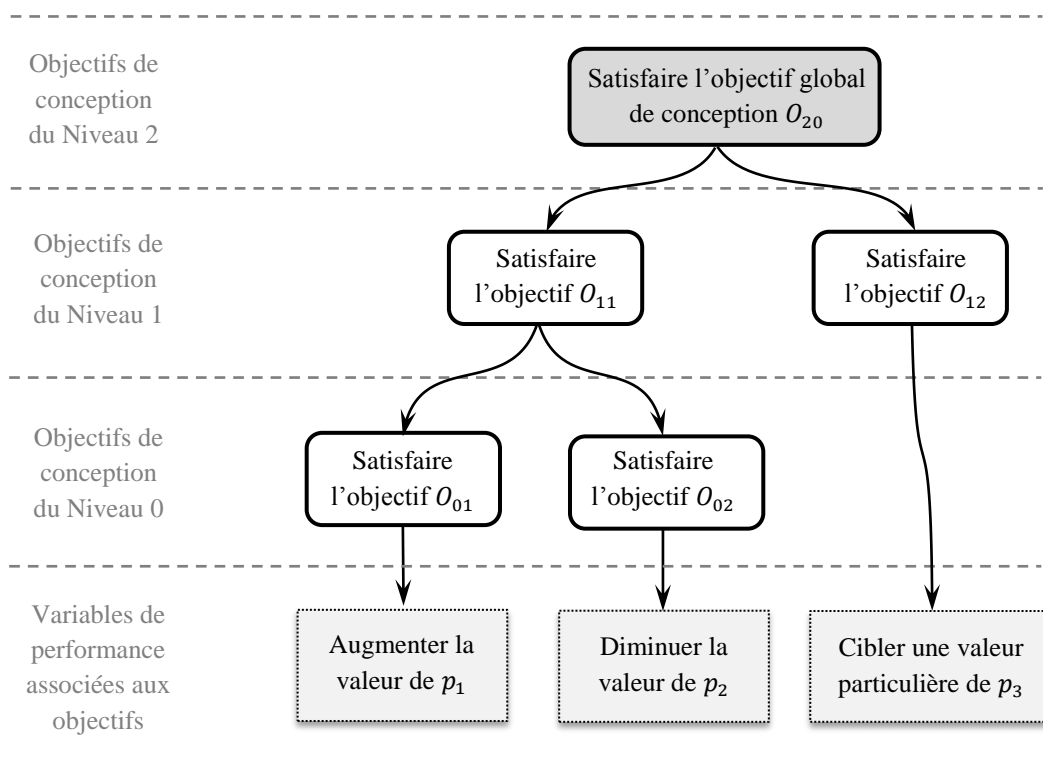 Objectifs de
conception
du Niveau 2
Satisfaire l’objectif global
de conception O₂₀
Objectifs de
conception
du Niveau 1
Satisfaire
l’objectif O₁₁
Satisfaire
l’objectif O₁₂
Objectifs de
conception
du Niveau 0
Satisfaire
l’objectif O₀₁
Satisfaire
l’objectif O₀₂
Variables de
performance
associées aux
objectifs
Augmenter la
valeur de p₁
Diminuer la
valeur de p₂
Cibler une valeur
particulière de p₃